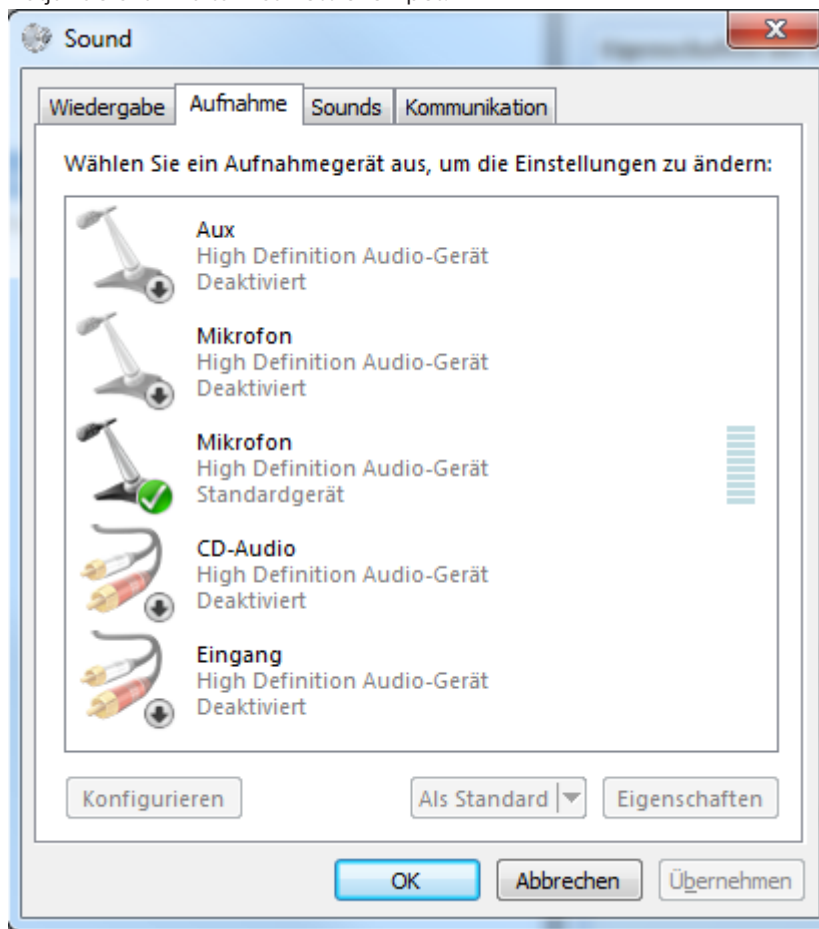 Sound
Wiedergabe Aufnahme Sounds Kommunikation
Wählen Sie ein Aufnahmegerät aus, um die Einstellungen zu ändern:
Aux
High Definition Audio-Gerät
Deaktiviert
Mikrofon
High Definition Audio-Gerät
Deaktiviert
Mikrofon
High Definition Audio-Gerät
Standardgerät
CD-Audio
High Definition Audio-Gerät
Deaktiviert
Eingang
High Definition Audio-Gerät
Deaktiviert
Konfigurieren Als Standard Eigenschaften
OK Abbrechen Übernehmen